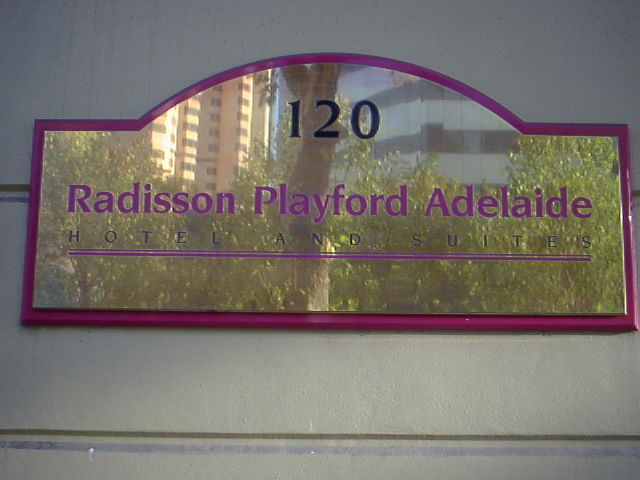 120
Radisson Playford Adelaide
HOTEL AND SUITES